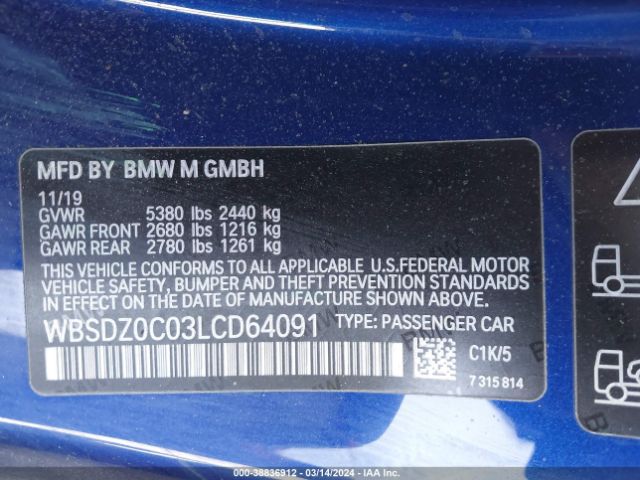 MFD BY BMW M GMBH
11/19
GVWR 5380 lbs 2440 kg
GAWR FRONT 2680 lbs 1216 kg
GAWR REAR 2780 lbs 1261 kg
THIS VEHICLE CONFORMS TO ALL APPLICABLE U.S.FEDERAL MOTOR
VEHICLE SAFETY, BUMPER AND THEFT PREVENTION STANDARDS
IN EFFECT ON THE DATE OF MANUFACTURE SHOWN ABOVE.
WBSDZ0C03LCD64091 TYPE: PASSENGER CAR
C1K/5
7 315 814
000-38836912 - 03/14/2024 - IAA Inc.